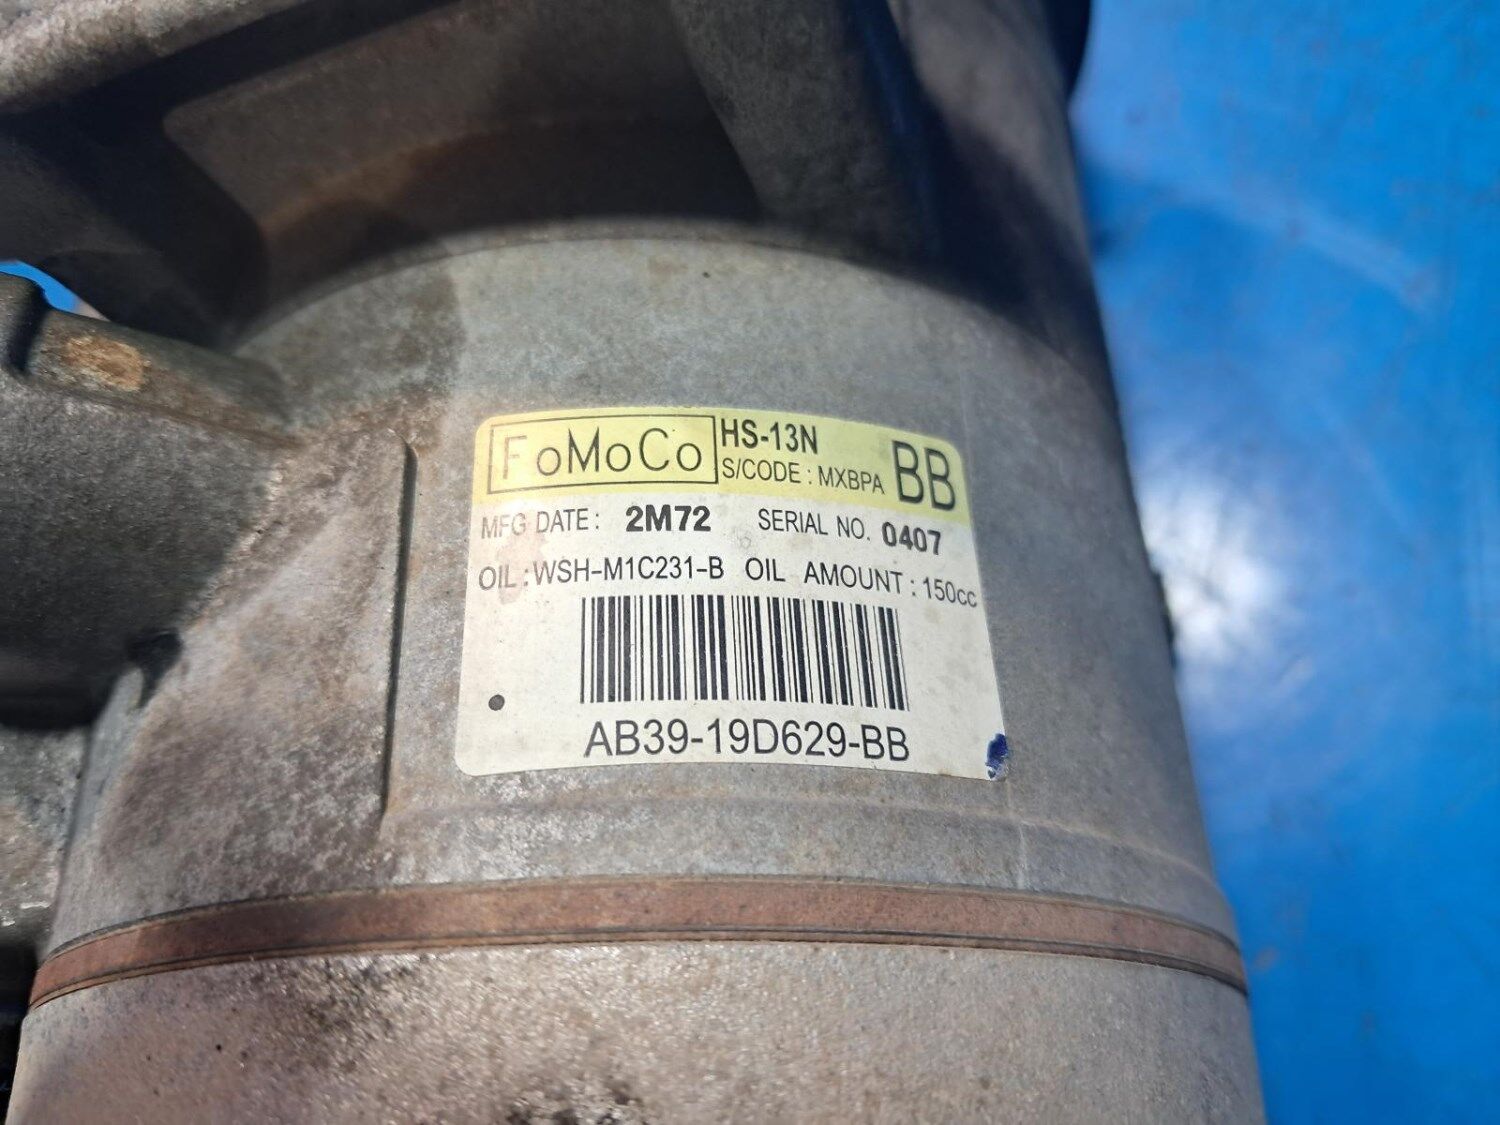 FoMoCo HS-13N BB
S/CODE : MXBPA
MFG DATE : 2M72 SERIAL NO. 0407
OIL : WSH-M1C231-B OIL AMOUNT : 150cc
AB39-19D629-BB